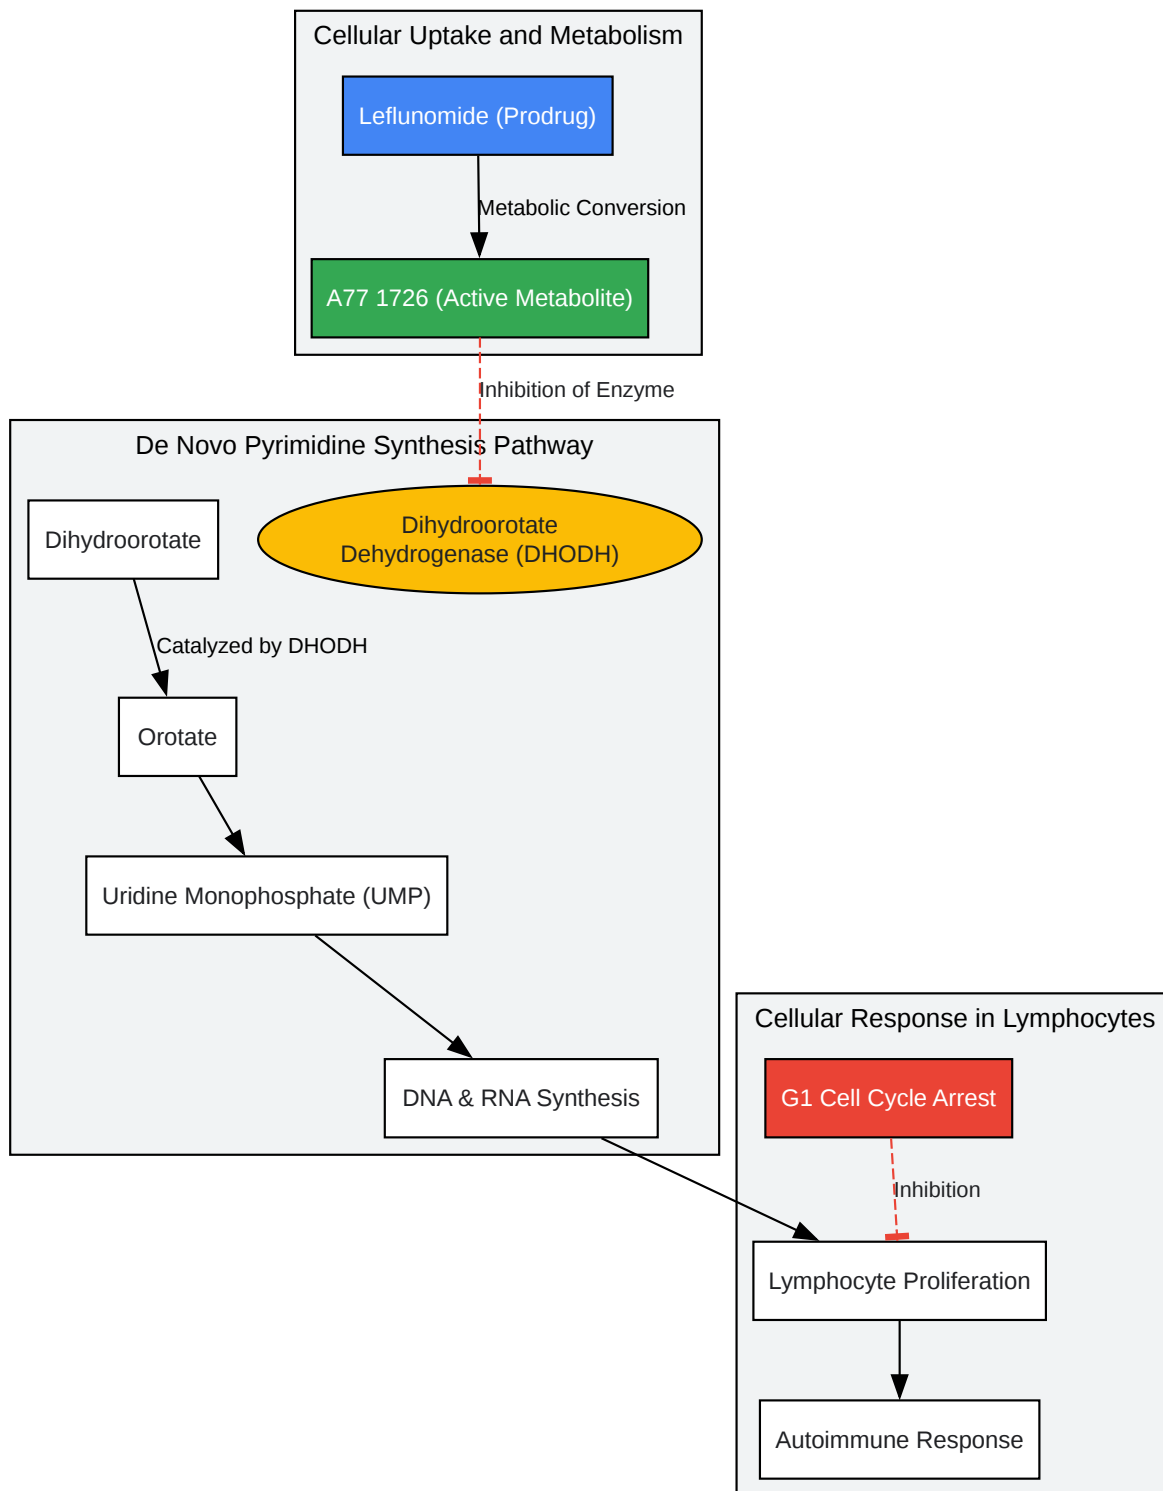 Cellular Uptake and Metabolism
Leflunomide (Prodrug)
Metabolic Conversion
A77 1726 (Active Metabolite)
Inhibition of Enzyme
De Novo Pyrimidine Synthesis Pathway
Dihydroorotate
Dihydroorotate
Dehydrogenase (DHODH)
Catalyzed by DHODH
Orotate
Uridine Monophosphate (UMP)
DNA & RNA Synthesis
Cellular Response in Lymphocytes
G1 Cell Cycle Arrest
Inhibition
Lymphocyte Proliferation
Autoimmune Response